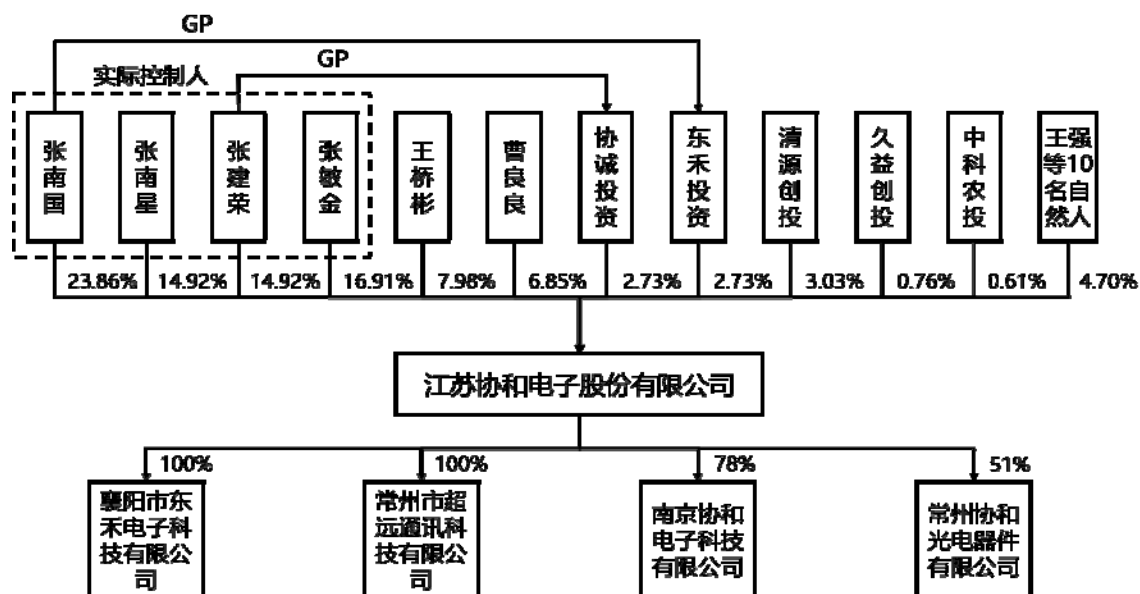 GP
GP
实际控制人
张南国
张南星
张建荣
张敏金
王桥彬
曹良良
协诚投资
东禾投资
清源创投
久益创投
中科农投
王强等10名自然人
23.86%
14.92%
14.92%
16.91%
7.98%
6.85%
2.73%
2.73%
3.03%
0.76%
0.61%
4.70%
江苏协和电子股份有限公司
100%
100%
78%
51%
襄阳市东
禾电子科
技有限公
司
常州市超
远通讯科
技有限公
司
南京协和
电子科技
有限公司
常州协和
光电器件
有限公司